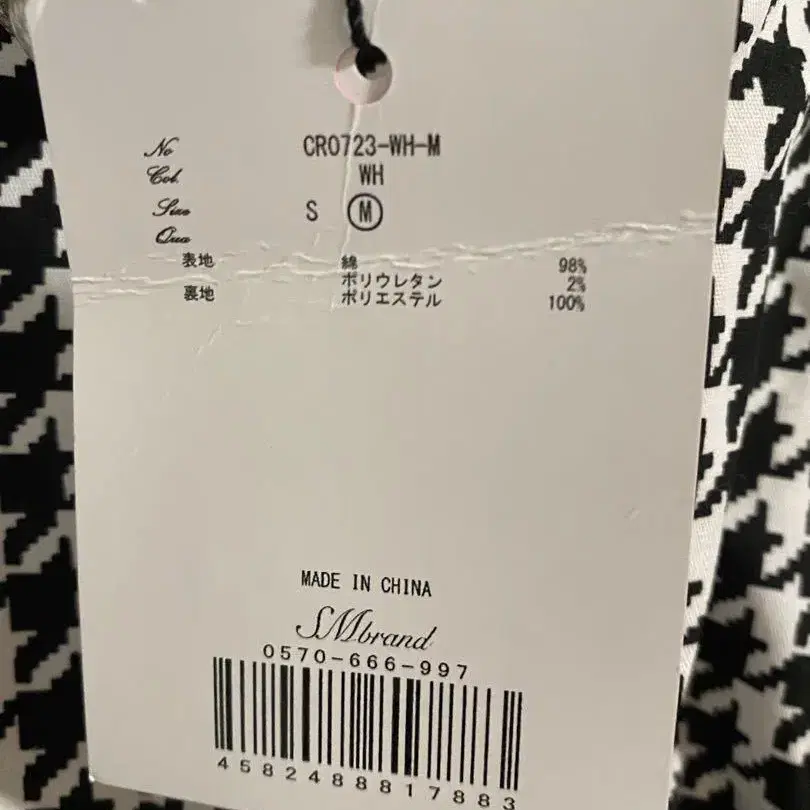 No CR0723-WH-M
Col. WH
Size S M
Qua
表地 綿 98%
ポリウレタン 2%
裏地 ポリエステル 100%
MADE IN CHINA
SMbrand
0570-666-997
4582488817883